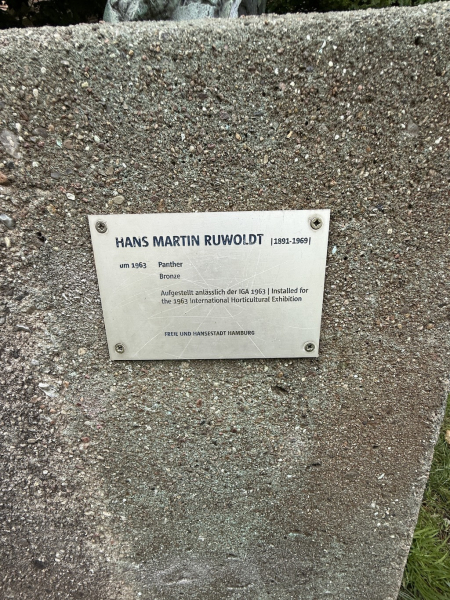 HANS MARTIN RUWOLDT |1891-1969|
um 1963 Panther
Bronze
Aufgestellt anlässlich der IGA 1963 | Installed for
the 1963 International Horticultural Exhibition
FREIE UND HANSESTADT HAMBURG